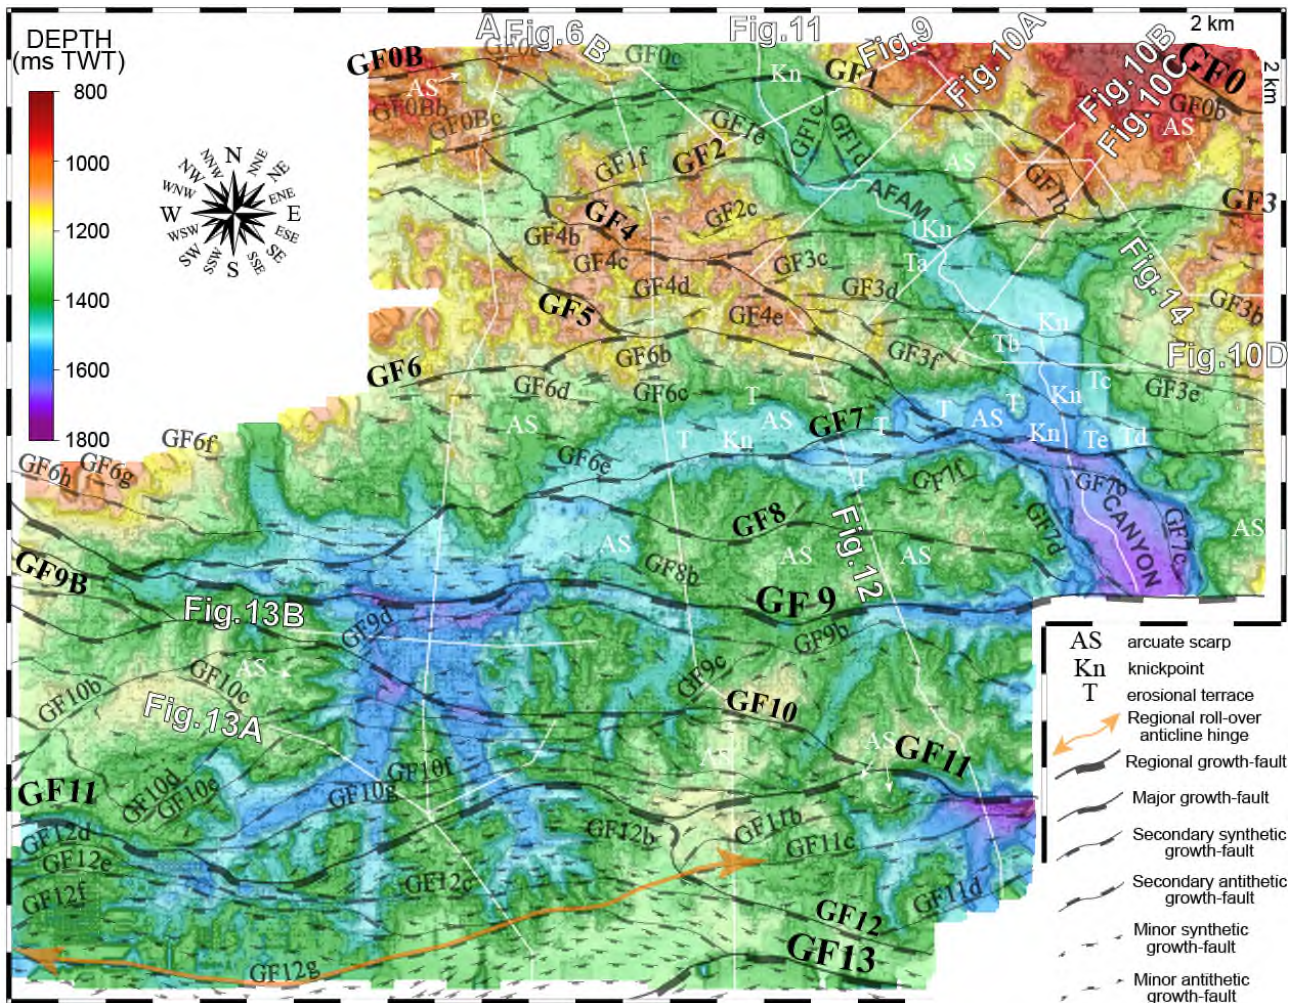 DEPTH
(ms TWT)
800
1000
1200
1400
1600
1800
N
NNE
NE
ENE
E
ESE
SE
SSE
S
SSW
SW
WSW
W
WNW
NW
NNW
2 km
2 km
A
Fig.6
B
Fig.11
Fig.9
Fig.10A
Fig.10B
Fig.10C
GF0
GF0B
GF0c
GF1
Kn
AS
GF0b
AS
GF0Bb
GF0Bc
GF1e
GF1c
GF1d
GF1f
GF2
AS
GF1b
GF3
AFAM
GF4
GF2c
Kn
GF4b
GF4c
GF3c
Ta
GF4d
GF3d
Fig.14
GF3b
GF5
GF4e
Kn
Tb
GF6
GF6b
GF3f
Fig.10D
Tc
GF6d
GF6c
T
Kn
GF3e
AS
AS
GF7
T
T
AS
T
GF6f
T
Kn
Kn
Te
Td
GF6h
GF6g
GF6e
T
GF7f
GF7b
CANYON
GF8
Fig.12
GF7d
GF7c
AS
AS
AS
AS
GF9B
GF8b
GF9
Fig.13B
GF9d
GF9b
AS
GF10c
GF9c
GF10b
Fig.13A
GF10
AS
AS
GF11
GF10d
GF10e
GF10f
GF10g
GF11
GF12d
GF12b
GF11b
GF11c
GF12e
GF12f
GF12c
GF11d
GF12
GF13
GF12g
AS arcuate scarp
Kn knickpoint
T erosional terrace
Regional roll-over
anticline hinge
Regional growth-fault
Major growth-fault
Secondary synthetic
growth-fault
Secondary antithetic
growth-fault
Minor synthetic
growth-fault
Minor antithetic
growth-fault